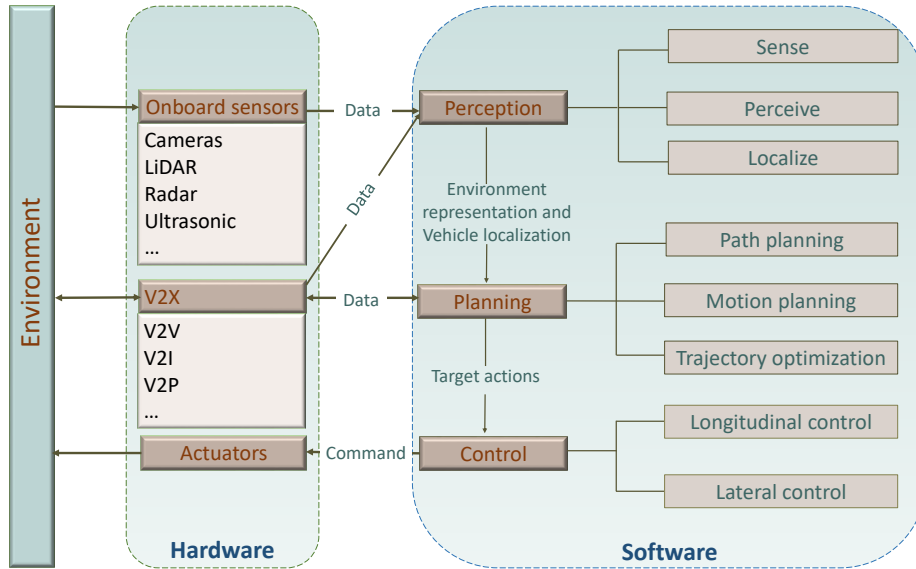 Environment
Onboard sensors
Cameras
LiDAR
Radar
Ultrasonic
...
V2X
V2V
V2I
V2P
...
Actuators
Hardware
Data
Data
Data
Command
Perception
Environment
representation and
Vehicle localization
Planning
Target actions
Control
Sense
Perceive
Localize
Path planning
Motion planning
Trajectory optimization
Longitudinal control
Lateral control
Software